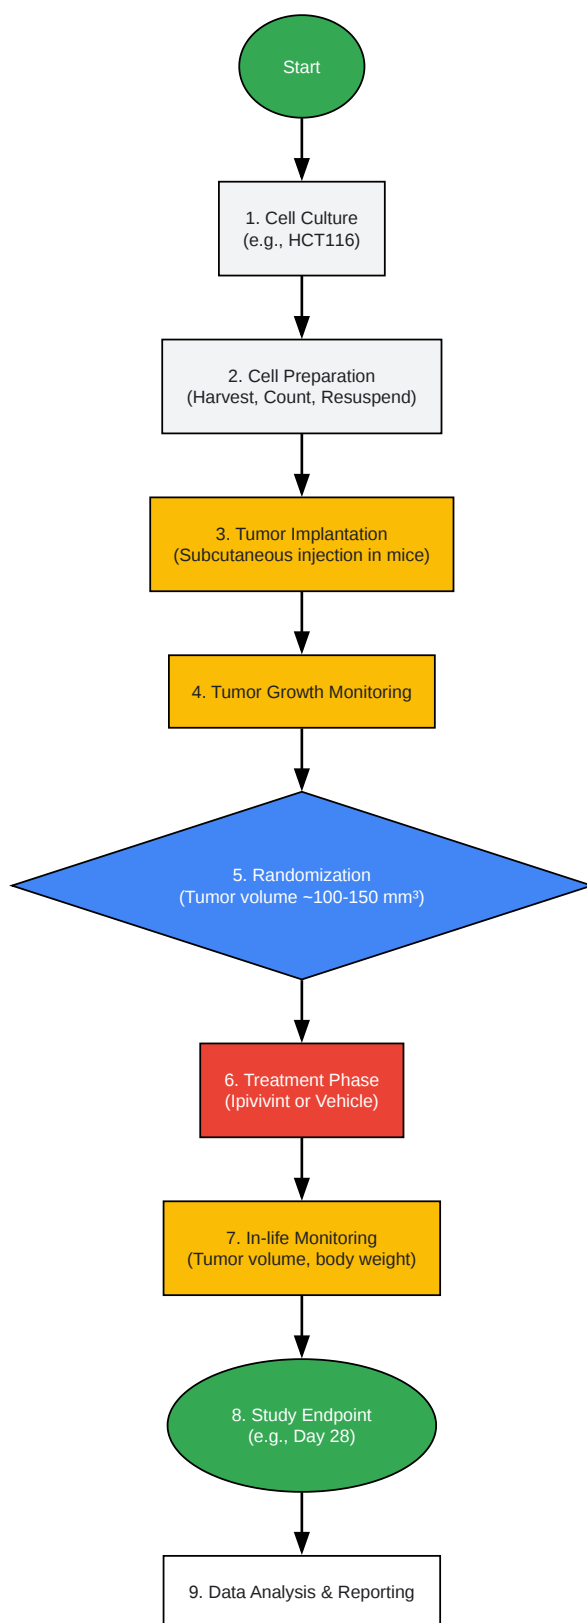 Start
1. Cell Culture
(e.g., HCT116)
2. Cell Preparation
(Harvest, Count, Resuspend)
3. Tumor Implantation
(Subcutaneous injection in mice)
4. Tumor Growth Monitoring
5. Randomization
(Tumor volume ~100-150 mm³)
6. Treatment Phase
(Ipivivint or Vehicle)
7. In-life Monitoring
(Tumor volume, body weight)
8. Study Endpoint
(e.g., Day 28)
9. Data Analysis & Reporting